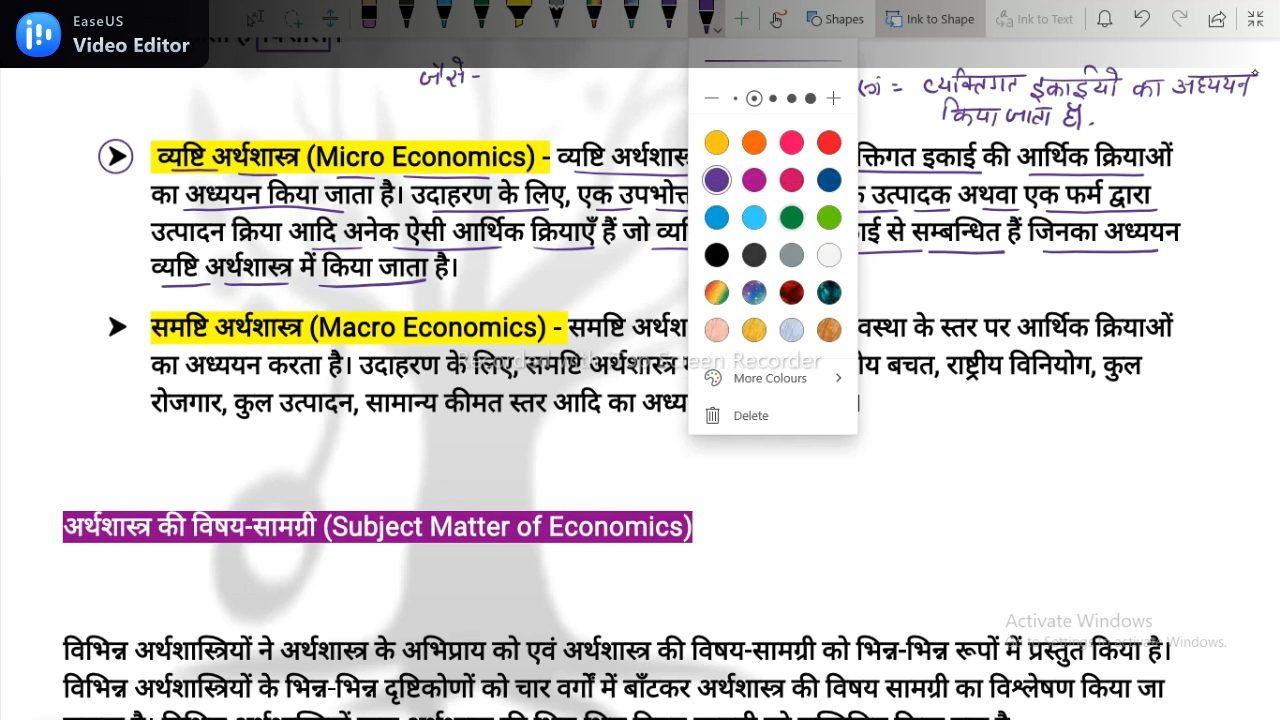 EaseUS
Video Editor
Shapes
Ink to Shape
Ink to Text
जैसे -
= व्यक्तिगत इकाईयो का अध्ययन
किया जाता है।
व्यष्टि अर्थशास्त्र (Micro Economics) - व्यष्टि अर्थशास् क्तिगत इकाई की आर्थिक क्रियाओं
का अध्ययन किया जाता है। उदाहरण के लिए, एक उपभोत्त उत्पादक अथवा एक फर्म द्वारा
उत्पादन क्रिया आदि अनेक ऐसी आर्थिक क्रियाएँ हैं जो व्यि ाई से सम्बन्धित हैं जिनका अध्ययन
व्यष्टि अर्थशास्त्र में किया जाता है।
समष्टि अर्थशास्त्र (Macro Economics) - समष्टि अर्थशा वस्था के स्तर पर आर्थिक क्रियाओं
का अध्ययन करता है। उदाहरण के लिए, समष्टि अर्थशास्त्र ीय बचत, राष्ट्रीय विनियोग, कुल
रोजगार, कुल उत्पादन, सामान्य कीमत स्तर आदि का अध्य ।
More Colours
Delete
अर्थशास्त्र की विषय-सामग्री (Subject Matter of Economics)
Activate Windows
विभिन्न अर्थशास्त्रियों ने अर्थशास्त्र के अभिप्राय को एवं अर्थशास्त्र की विषय-सामग्री को भिन्न-भिन्न रूपों में प्रस्तुत किया है।
विभिन्न अर्थशास्त्रियों के भिन्न-भिन्न दृष्टिकोणों को चार वर्गों में बाँटकर अर्थशास्त्र की विषय सामग्री का विश्लेषण किया जा